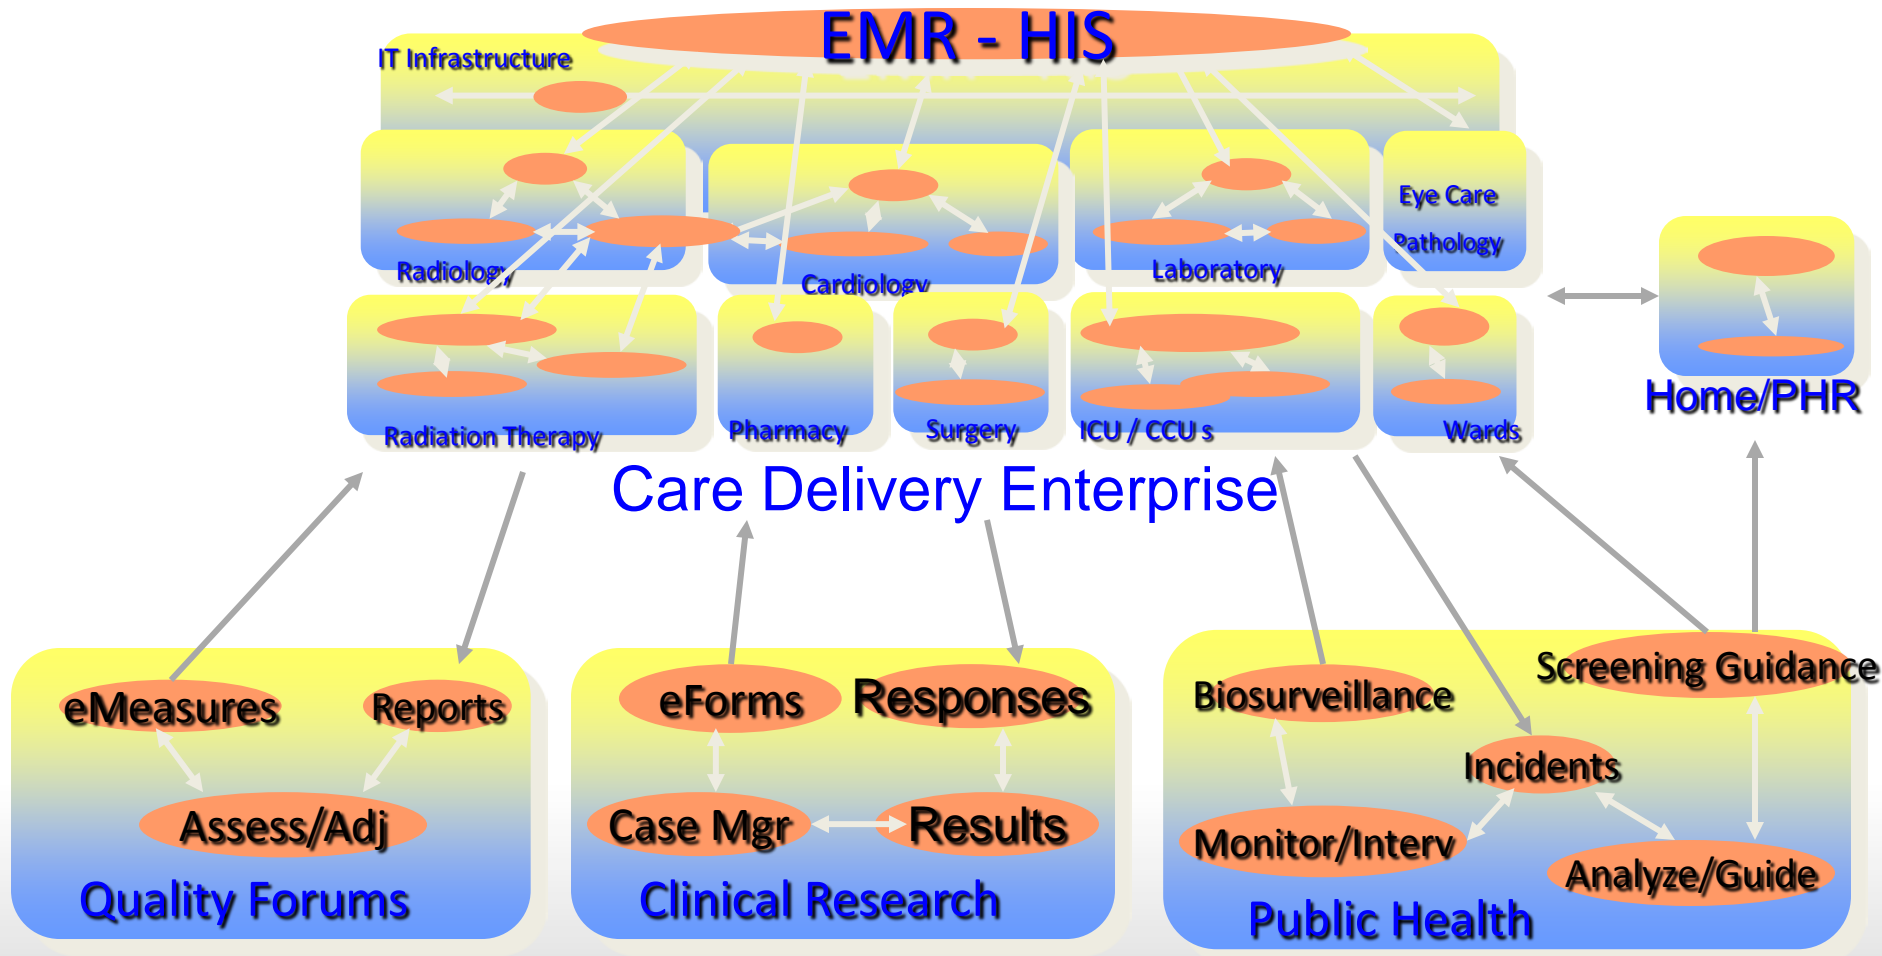 EMR - HIS
IT Infrastructure
Eye Care
Pathology
Radiology
Cardiology
Laboratory
Radiation Therapy
Pharmacy
Surgery
ICU / CCU s
Wards
Home/PHR
Care Delivery Enterprise
eMeasures
Reports
Assess/Adj
Quality Forums
eForms
Responses
Case Mgr
Results
Clinical Research
Biosurveillance
Screening Guidance
Incidents
Monitor/Interv
Analyze/Guide
Public Health